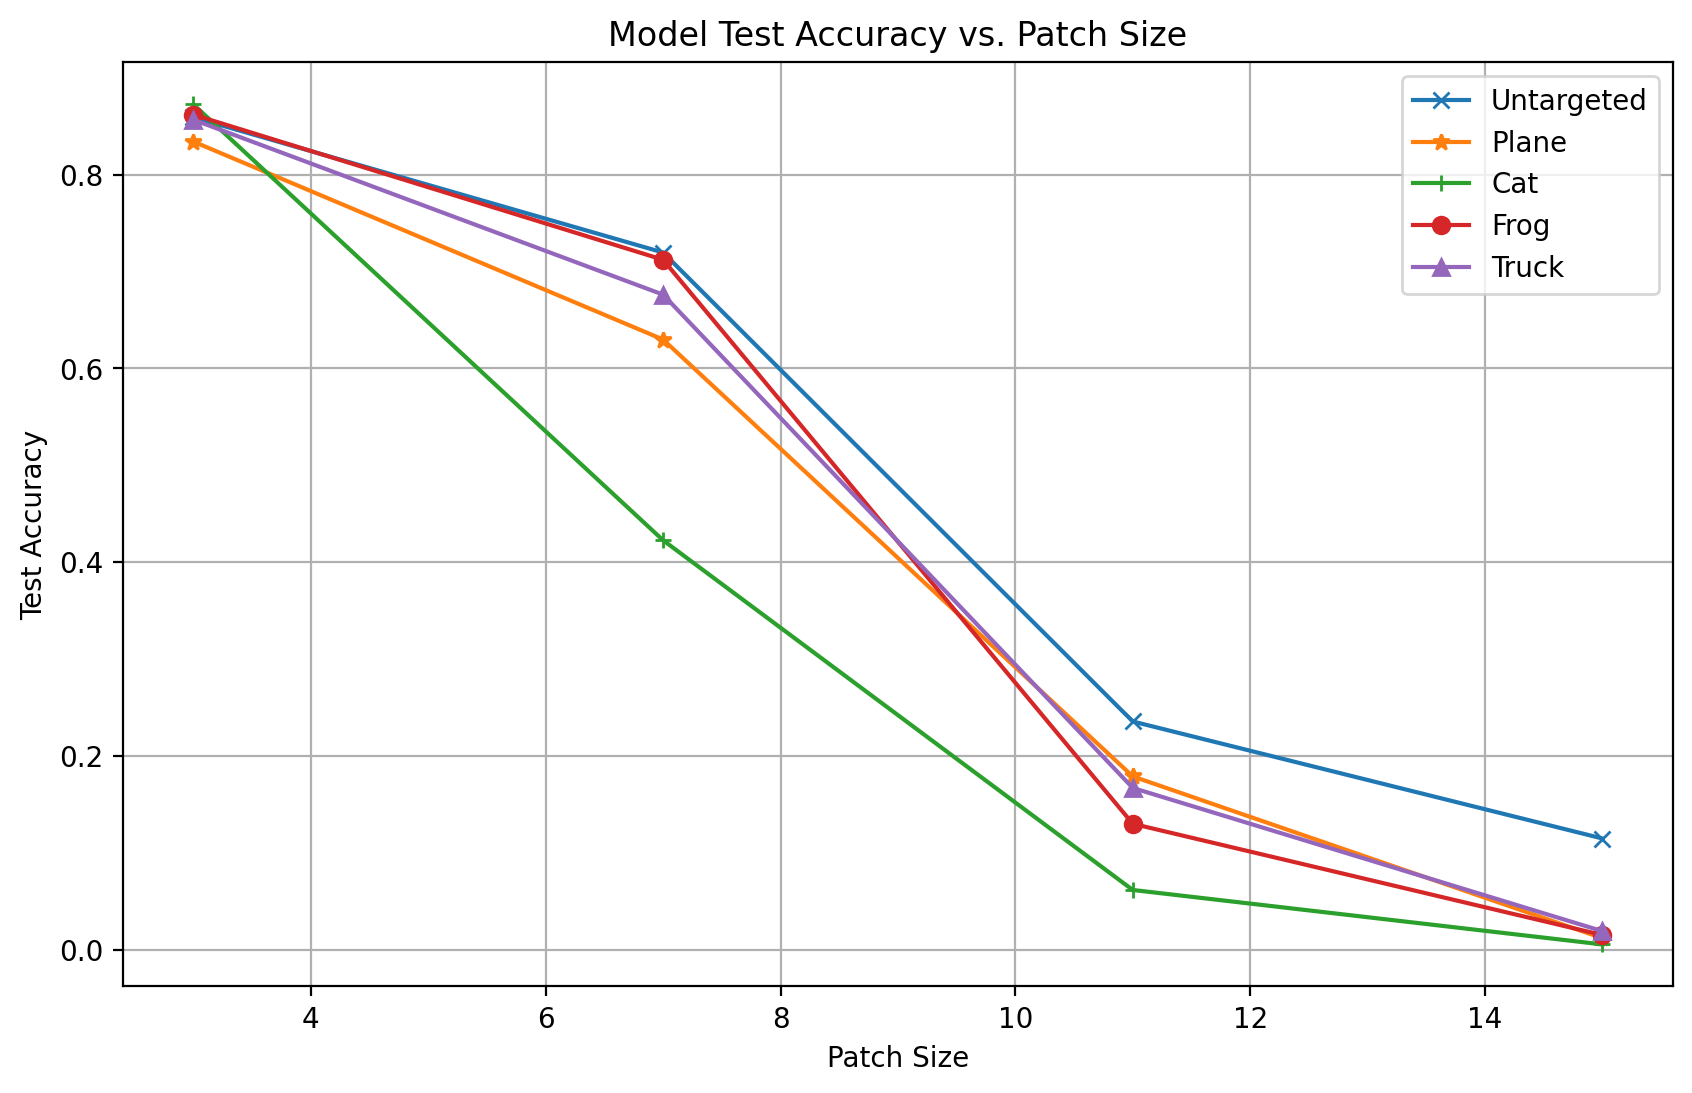 Model Test Accuracy vs. Patch Size
Untargeted
Plane
Cat
Frog
Truck
0.8
0.6
0.4
0.2
0.0
Test Accuracy
4 6 8 10 12 14
Patch Size